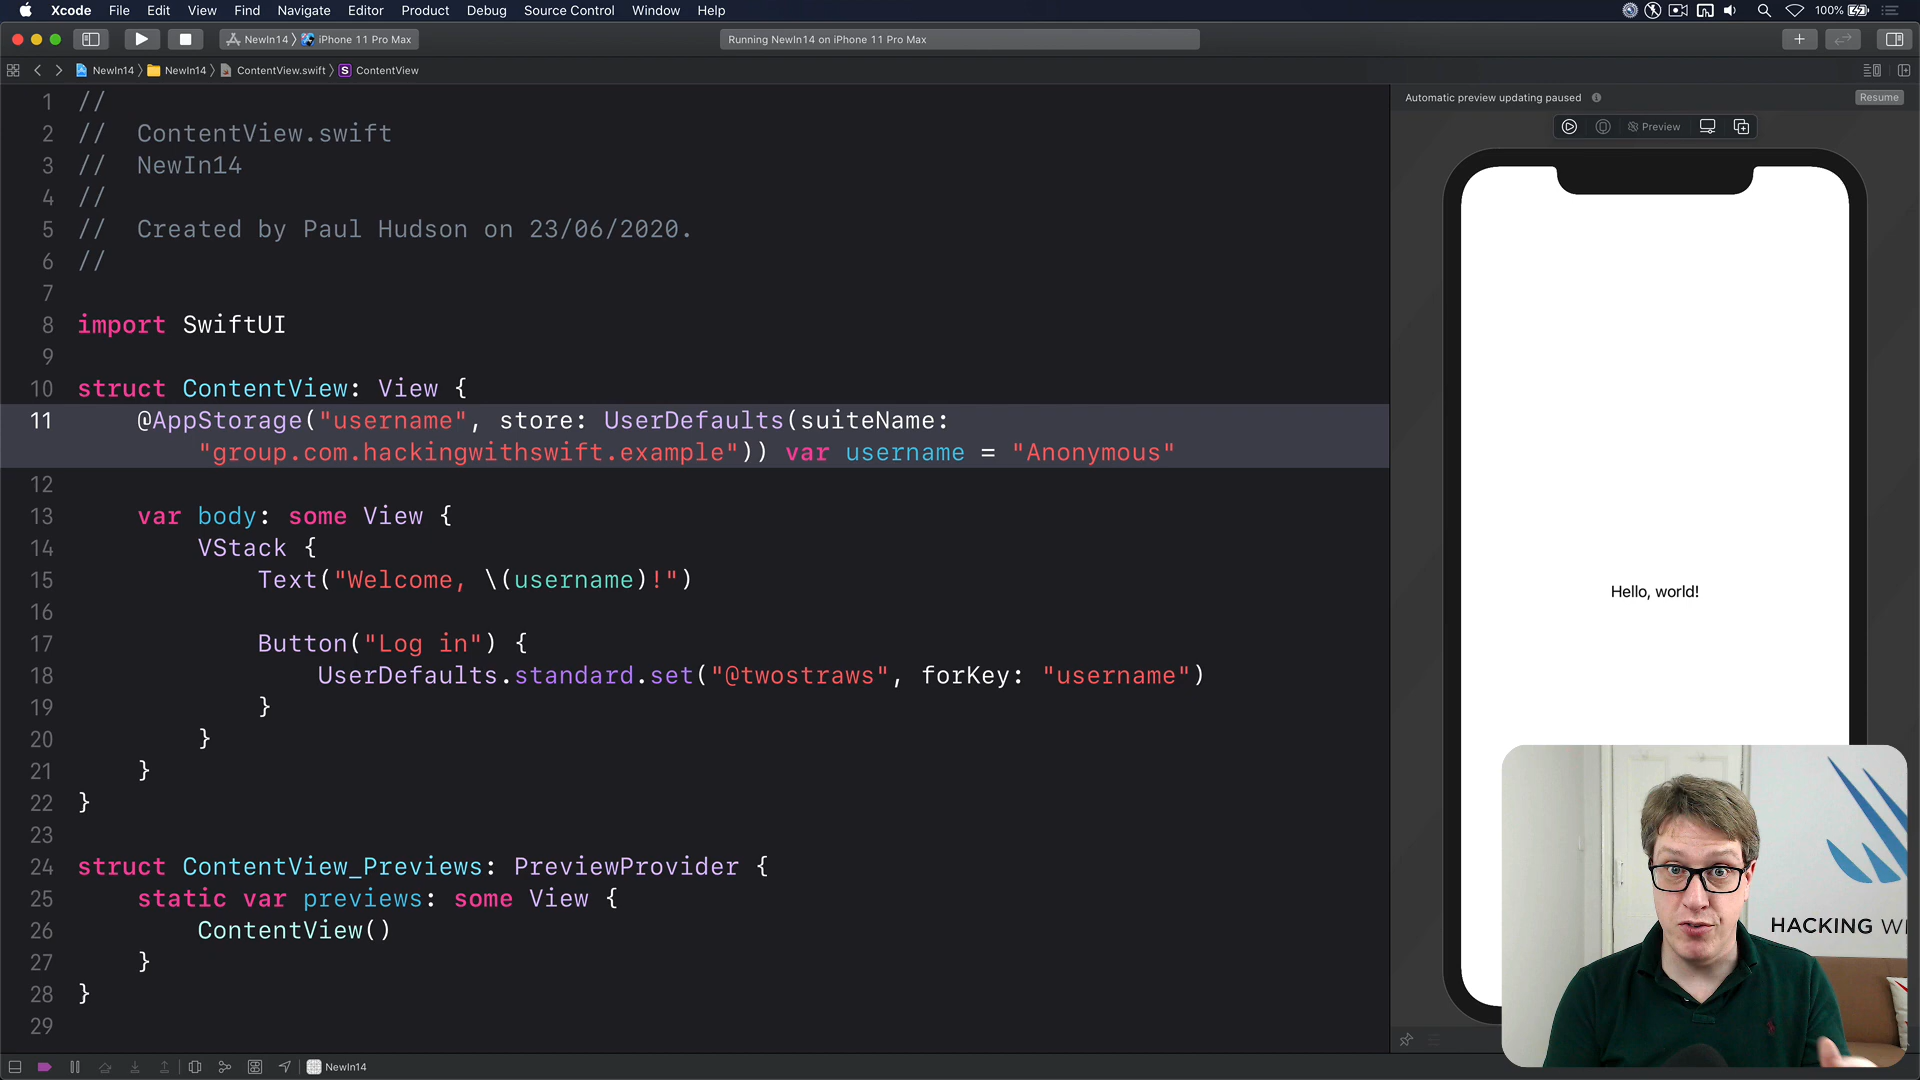 Xcode File Edit View Find Navigate Editor Product Debug Source Control Window Help 100%
NewIn14 iPhone 11 Pro Max Running NewIn14 on iPhone 11 Pro Max
NewIn14 NewIn14 ContentView.swift S ContentView
Automatic preview updating paused Resume
Preview
1 //
2 //  ContentView.swift
3 //  NewIn14
4 //
5 //  Created by Paul Hudson on 23/06/2020.
6 //
7
8 import SwiftUI
9
10 struct ContentView: View {
11     @AppStorage("username", store: UserDefaults(suiteName:
"group.com.hackingwithswift.example")) var username = "Anonymous"
12
13     var body: some View {
14         VStack {
15             Text("Welcome, \(username)!")
16
17             Button("Log in") {
18                 UserDefaults.standard.set("@twostraws", forKey: "username")
19             }
20         }
21     }
22 }
23
24 struct ContentView_Previews: PreviewProvider {
25     static var previews: some View {
26         ContentView()
27     }
28 }
29
Hello, world!
HACKING WI
NewIn14